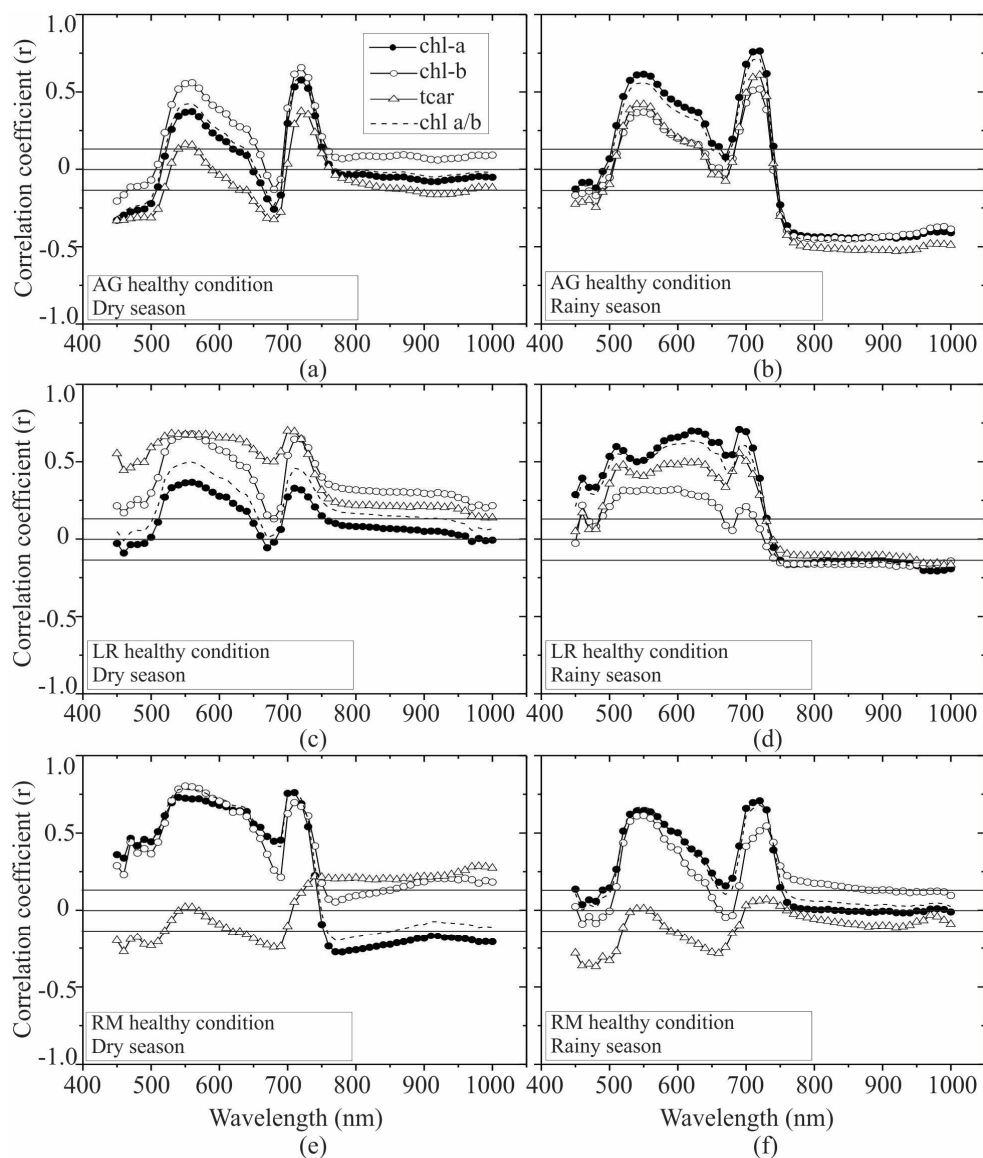 chl-a
chl-b
tcar
chl a/b
Correlation coefficient (r)
0.5
0
-0.5
-1.0
AG healthy condition
Dry season
400 500 600 700 800 900 1000
(a)
AG healthy condition
Rainy season
400 500 600 700 800 900 1000
(b)
Correlation coefficient (r)
1.0
0.5
0
-0.5
-1.0
LR healthy condition
Dry season
400 500 600 700 800 900 1000
(c)
LR healthy condition
Rainy season
400 500 600 700 800 900 1000
(d)
Correlation coefficient (r)
1.0
0.5
0
-0.5
-1.0
RM healthy condition
Dry season
400 500 600 700 800 900 1000
Wavelength (nm)
(e)
RM healthy condition
Rainy season
400 500 600 700 800 900 1000
Wavelength (nm)
(f)